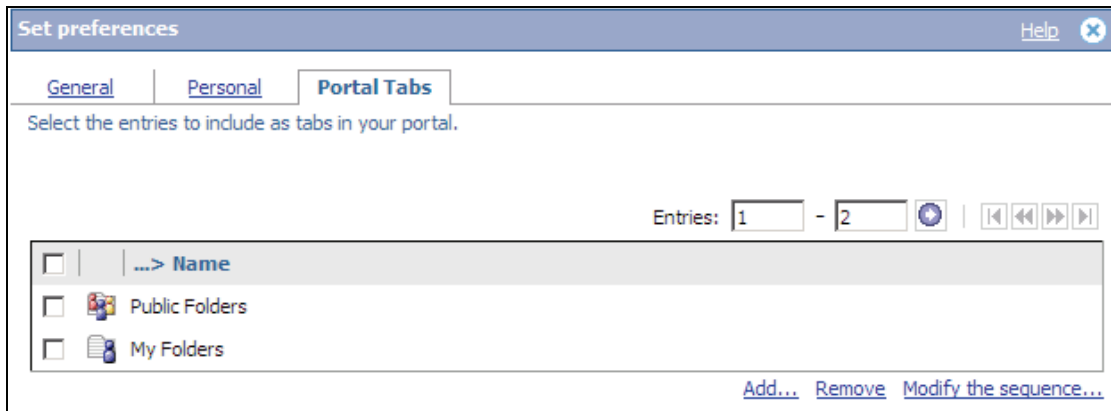 Set preferences Help
General Personal Portal Tabs
Select the entries to include as tabs in your portal.
Entries: 1 - 2
...> Name
Public Folders
My Folders
Add... Remove Modify the sequence...